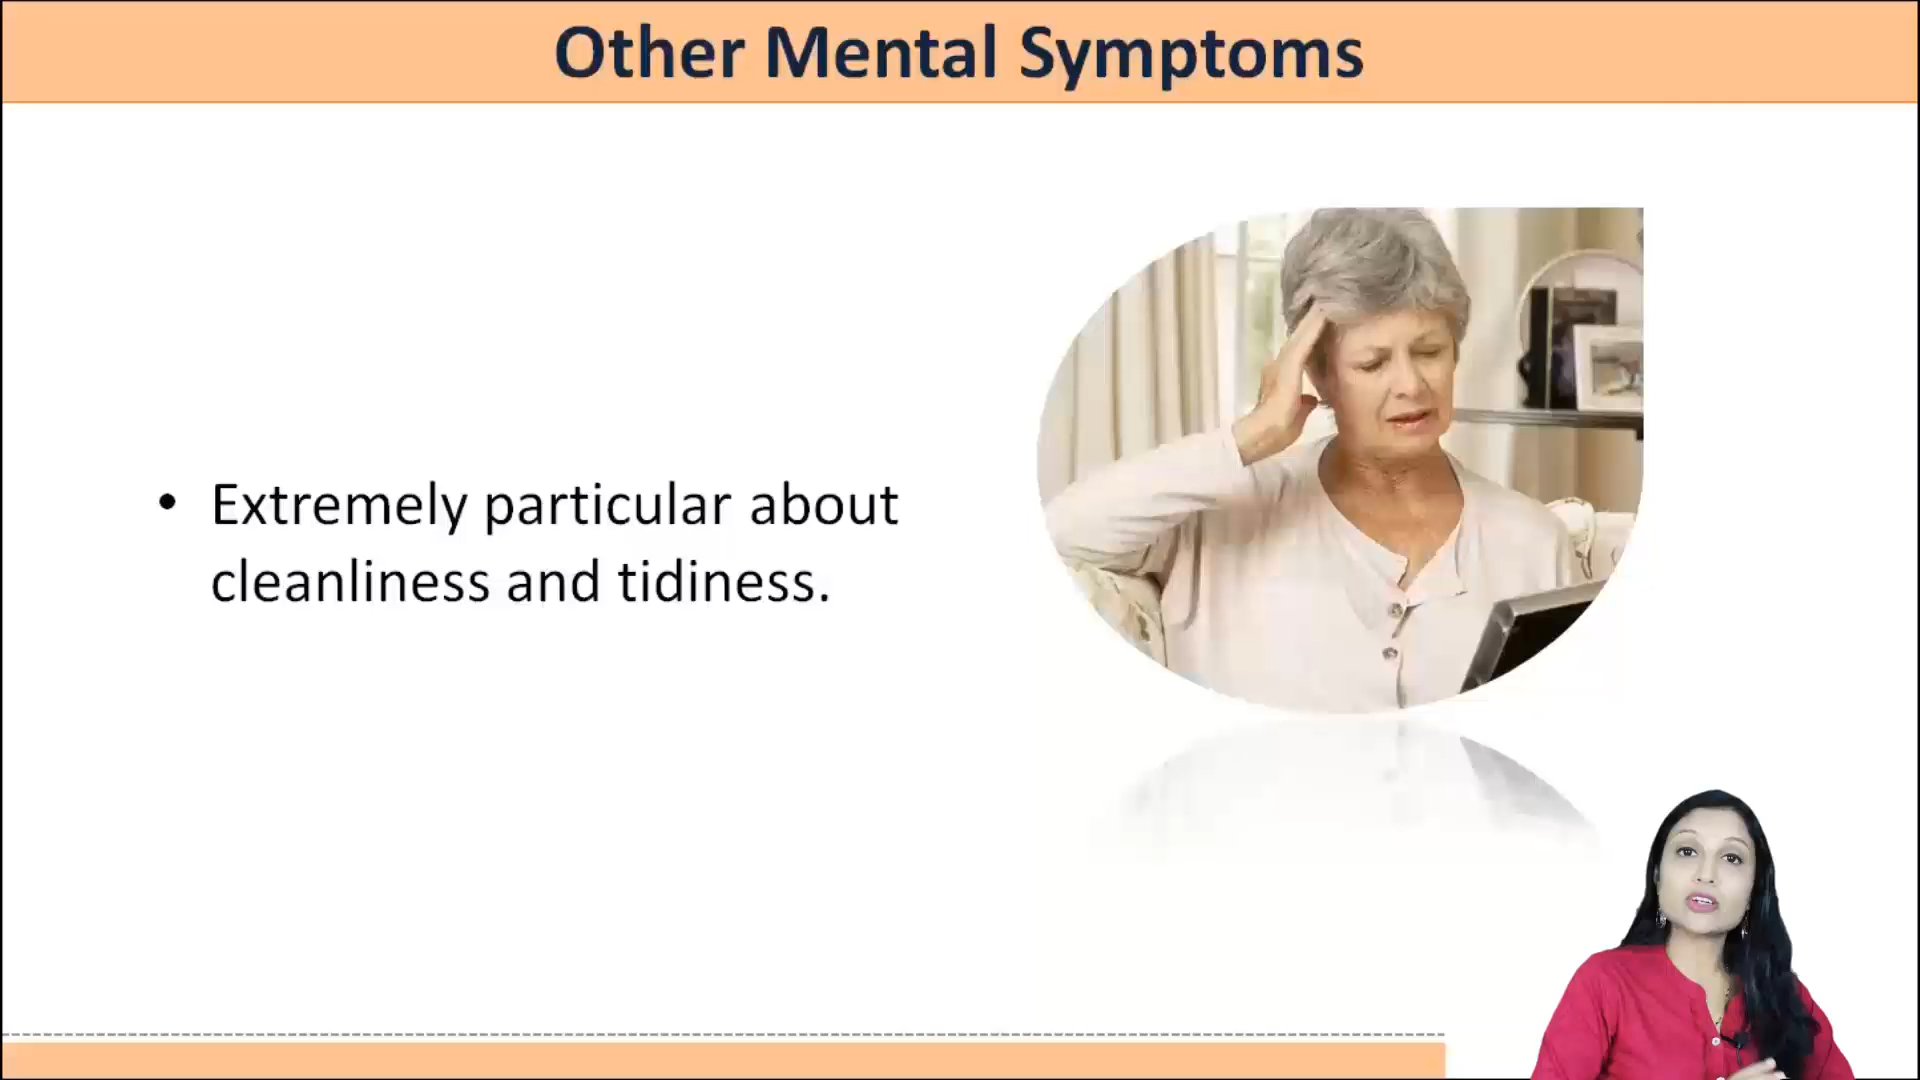 Other Mental Symptoms
• Extremely particular about
cleanliness and tidiness.